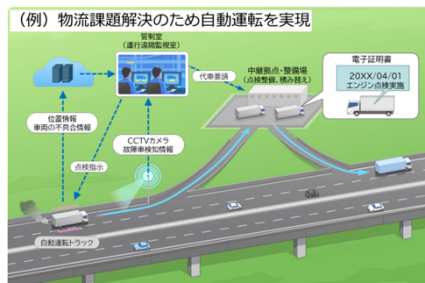 (例)物流課題解決のため自動運転を実現
管制室
(運行遠隔監視室)
代車要請
中継拠点・整備場
(点検整備、積み替え)
電子証明書
20XX/04/01
エンジン点検実施
位置情報
車両の不具合情報
点検指示
CCTVカメラ
故障車検知情報
自動運転トラック